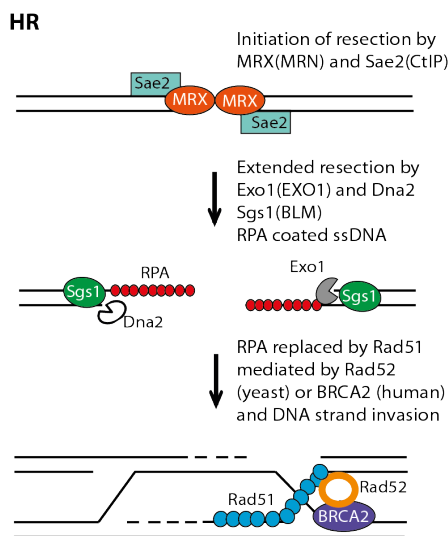 HR
Initiation of resection by
MRX(MRN) and Sae2(CtIP)
Sae2
MRX
MRX
Sae2
Extended resection by
Exo1(EXO1) and Dna2
Sgs1(BLM)
RPA coated ssDNA
Exo1
RPA
Sgs1
Sgs1
Dna2
RPA replaced by Rad51
mediated by Rad52
(yeast) or BRCA2 (human)
and DNA strand invasion
Rad51
Rad52
BRCA2